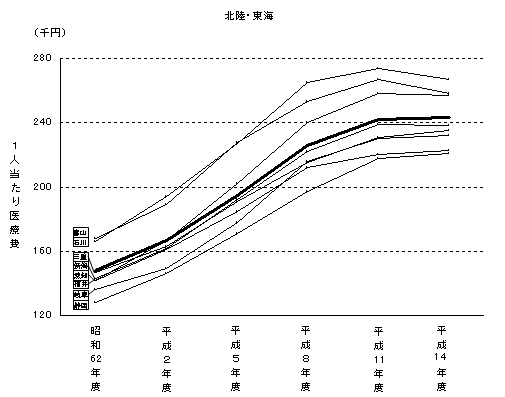 北陸・東海
(千円)
280
240
200
160
120
1人当たり医療費
富山
石川
三重
愛知
福井
岐阜
静岡
昭和62年度
平成2年度
平成5年度
平成8年度
平成11年度
平成14年度